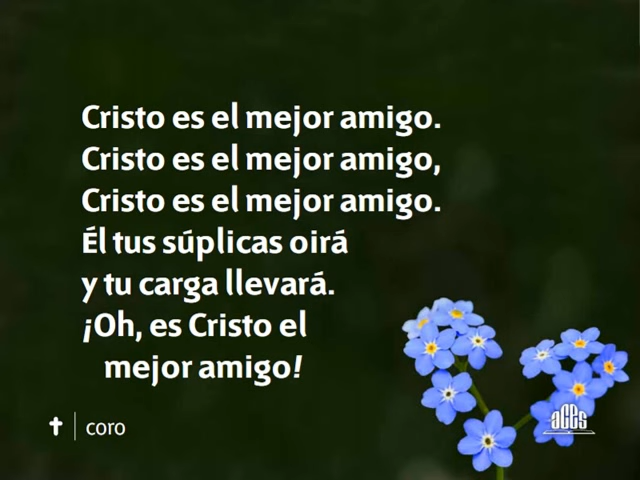 Cristo es el mejor amigo.
Cristo es el mejor amigo,
Cristo es el mejor amigo.
Él tus súplicas oirá
y tu carga llevará.
¡Oh, es Cristo el
mejor amigo!
coro
aces